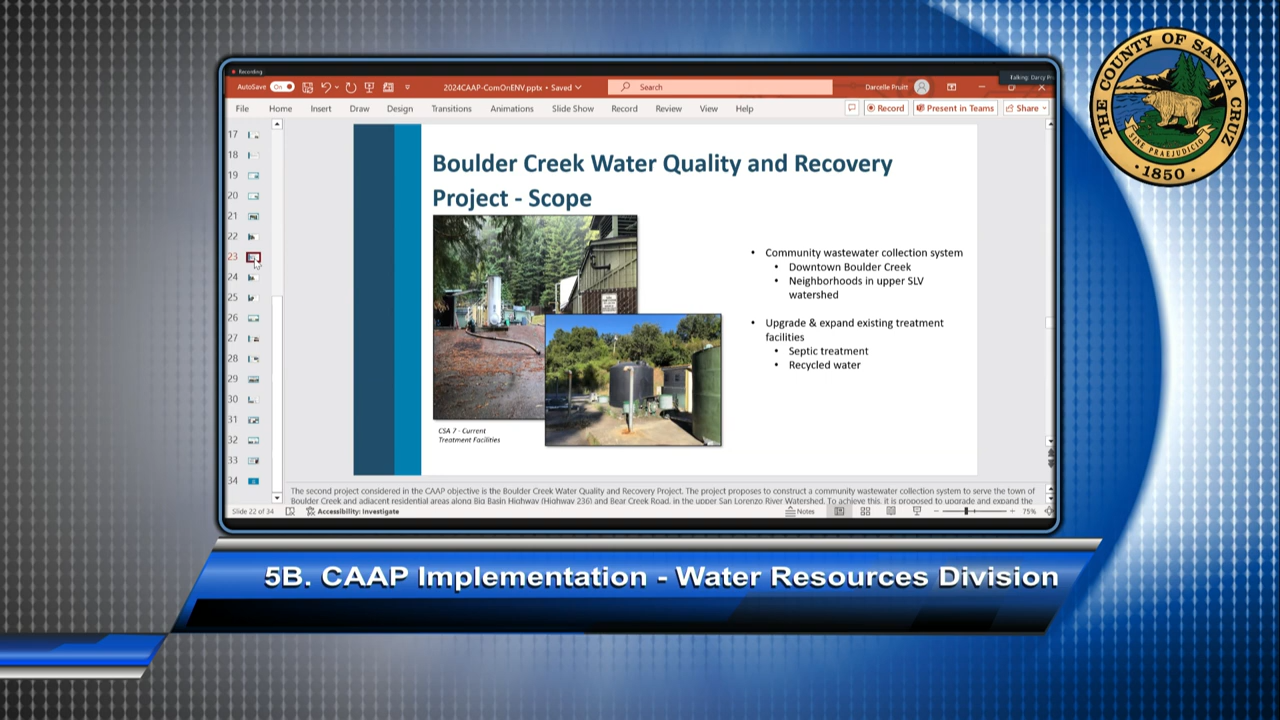 Recording
Talking: Darcy Pr
AutoSave On 2024CAAP-ComOnENV.pptx • Saved Search Darcelle Pruitt
File Home Insert Draw Design Transitions Animations Slide Show Record Review View Help Record Present in Teams Share
THE COUNTY OF SANTA CRUZ
SINE PRAEJUDICIO
• 1850 •
17
18
19
20
21
22
23
24
25
26
27
28
29
30
31
32
33
34
Boulder Creek Water Quality and Recovery
Project - Scope
• Community wastewater collection system
• Downtown Boulder Creek
• Neighborhoods in upper SLV
watershed
• Upgrade & expand existing treatment
facilities
• Septic treatment
• Recycled water
CSA 7 - Current
Treatment Facilities
The second project considered in the CAAP objective is the Boulder Creek Water Quality and Recovery Project. The project proposes to construct a community wastewater collection system to serve the town of
Boulder Creek and adjacent residential areas along Big Basin Highway (Highway 236) and Bear Creek Road, in the upper San Lorenzo River Watershed. To achieve this, it is proposed to upgrade and expand the
Slide 22 of 34 Accessibility: Investigate Notes 75%
5B. CAAP Implementation - Water Resources Division